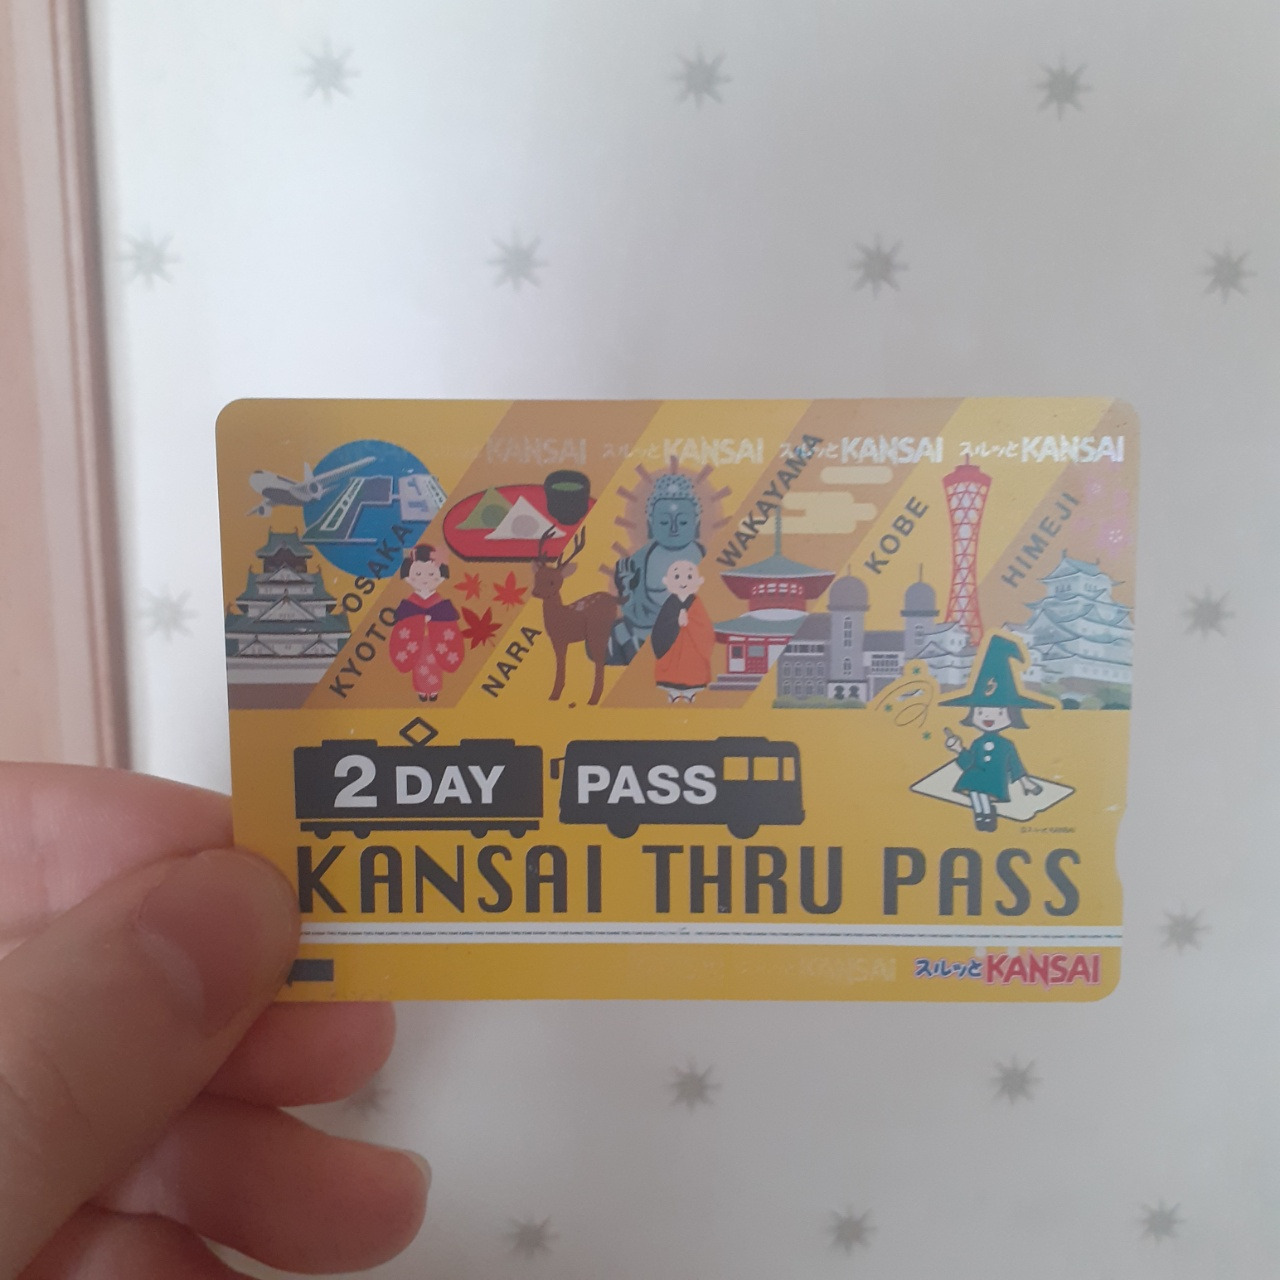 KANSAI スルッとKANSAI スルッとKANSAI スルッとKANSAI
OSAKA
KYOTO
NARA
WAKAYAMA
KOBE
HIMEJI
2 DAY PASS
KANSAI THRU PASS
KANSAI
スルッとKANSAI